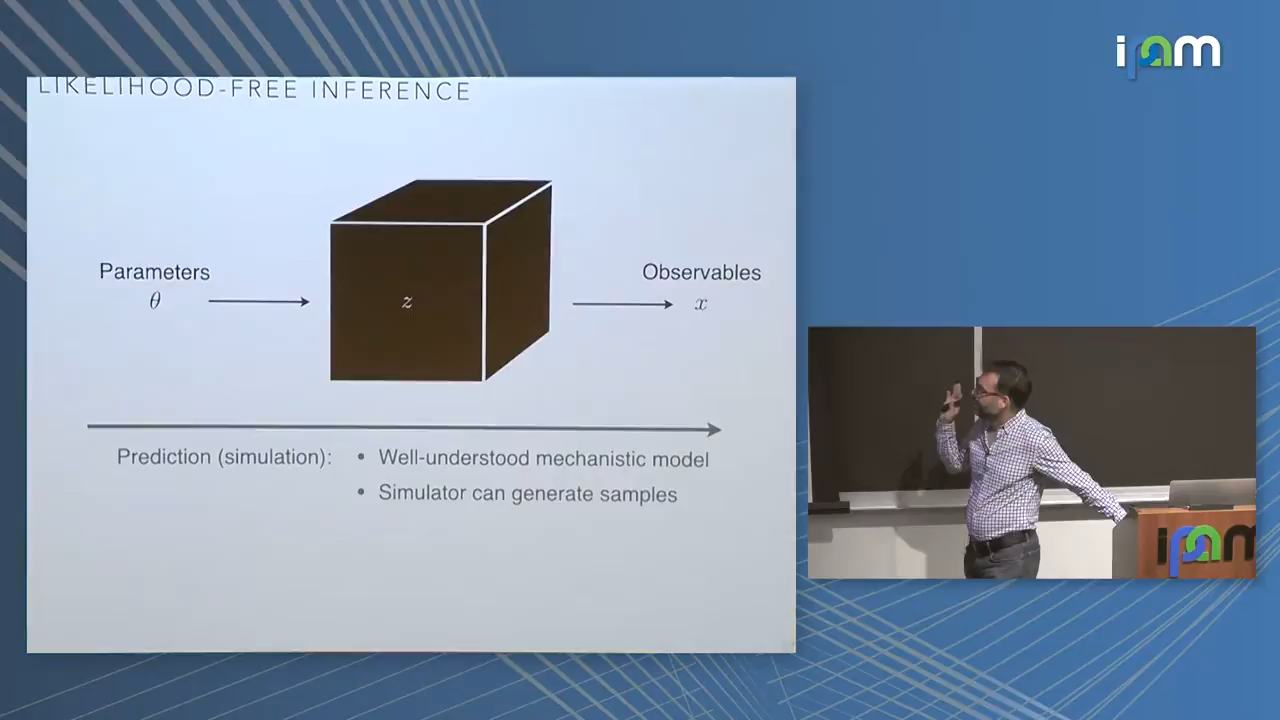 ipam
LIKELIHOOD-FREE INFERENCE
Parameters
θ
z
Observables
x
Prediction (simulation):
• Well-understood mechanistic model
• Simulator can generate samples
ipam